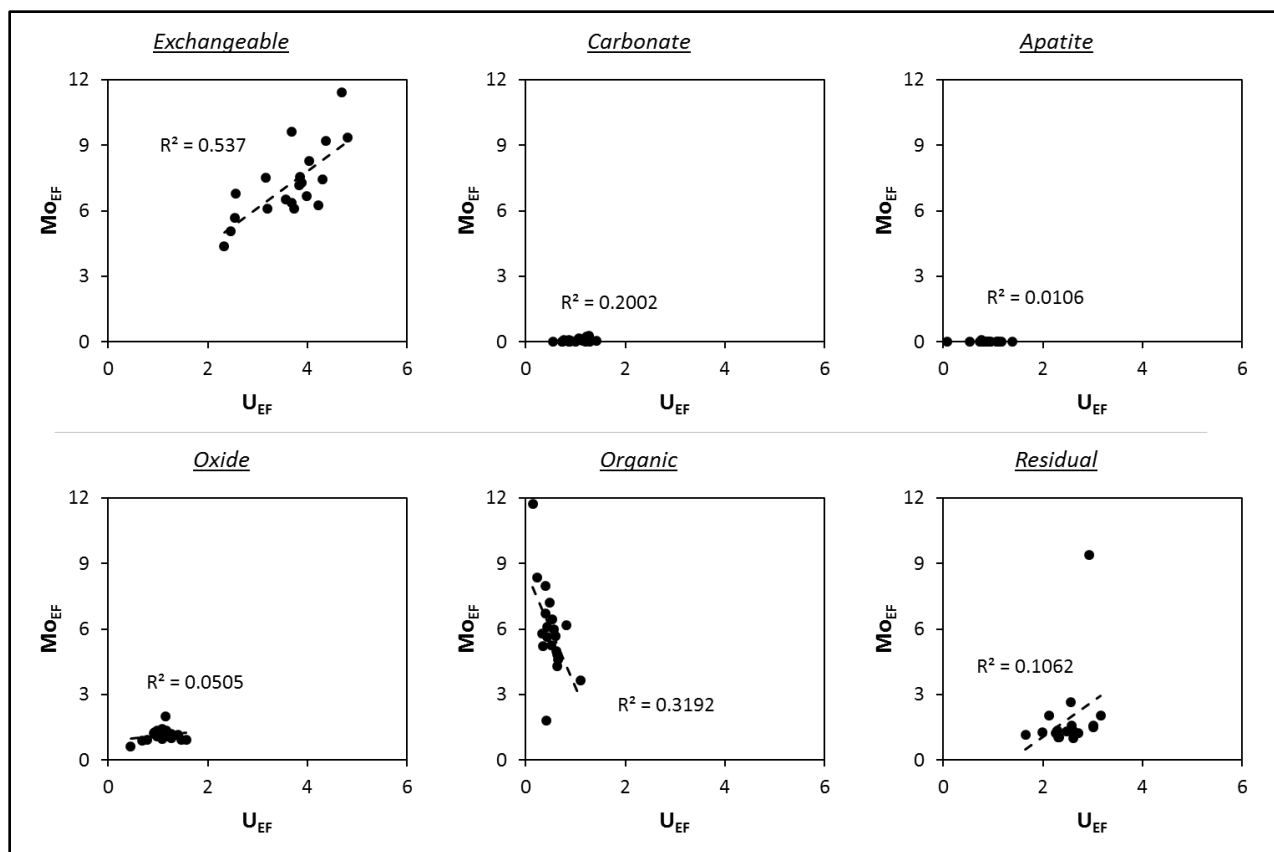 Exchangeable
12
9
6
3
0
Mo_EF
R² = 0.537
0 2 4 6
U_EF
Carbonate
12
9
6
3
0
Mo_EF
R² = 0.2002
0 2 4 6
U_EF
Apatite
12
9
6
3
0
Mo_EF
R² = 0.0106
0 2 4 6
U_EF
Oxide
12
9
6
3
0
Mo_EF
R² = 0.0505
0 2 4 6
U_EF
Organic
12
9
6
3
0
Mo_EF
R² = 0.3192
0 2 4 6
U_EF
Residual
12
9
6
3
0
Mo_EF
R² = 0.1062
0 2 4 6
U_EF